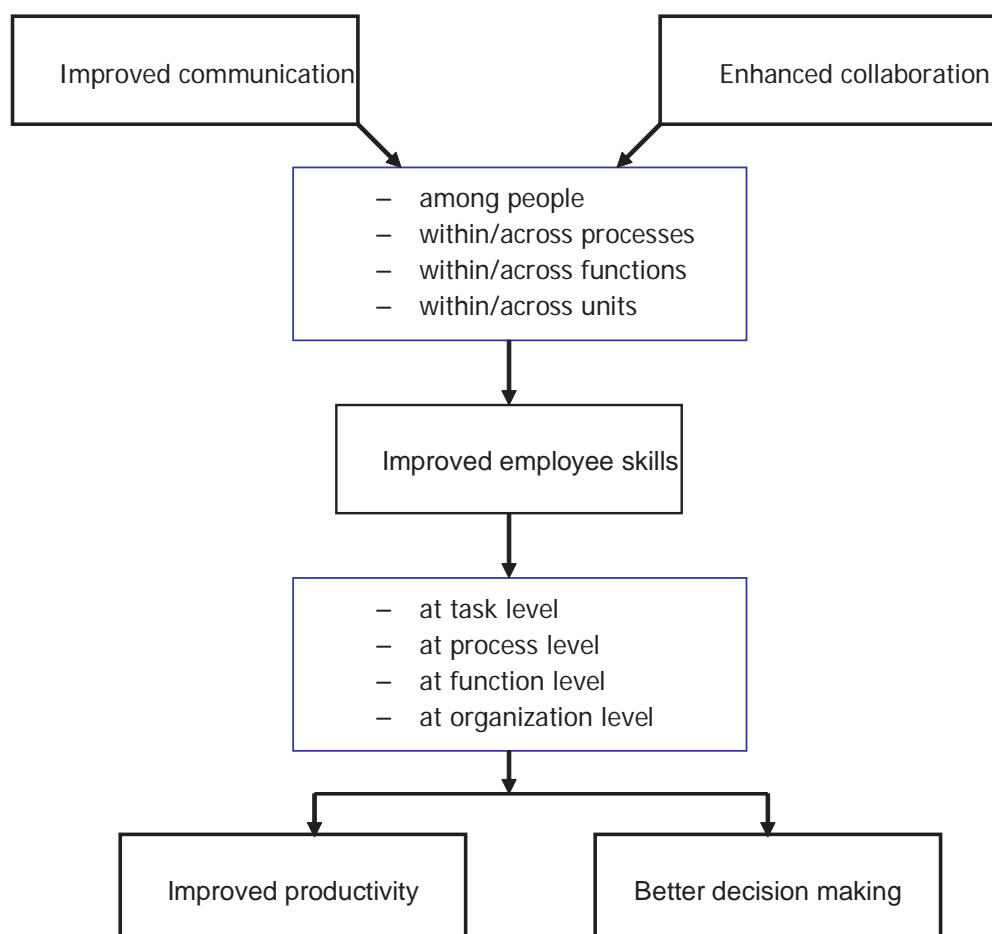 Improved communication
Enhanced collaboration
– among people
– within/across processes
– within/across functions
– within/across units
Improved employee skills
– at task level
– at process level
– at function level
– at organization level
Improved productivity
Better decision making